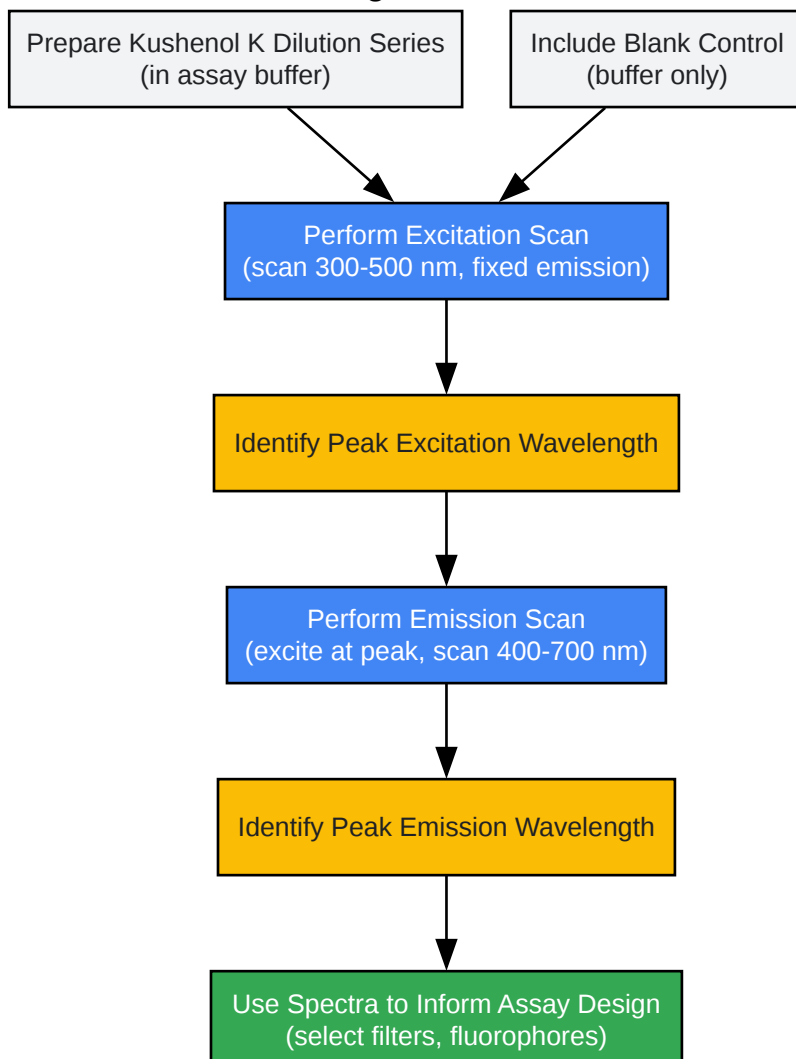 Prepare Kushenol K Dilution Series
(in assay buffer)
Include Blank Control
(buffer only)
Perform Excitation Scan
(scan 300-500 nm, fixed emission)
Identify Peak Excitation Wavelength
Perform Emission Scan
(excite at peak, scan 400-700 nm)
Identify Peak Emission Wavelength
Use Spectra to Inform Assay Design
(select filters, fluorophores)